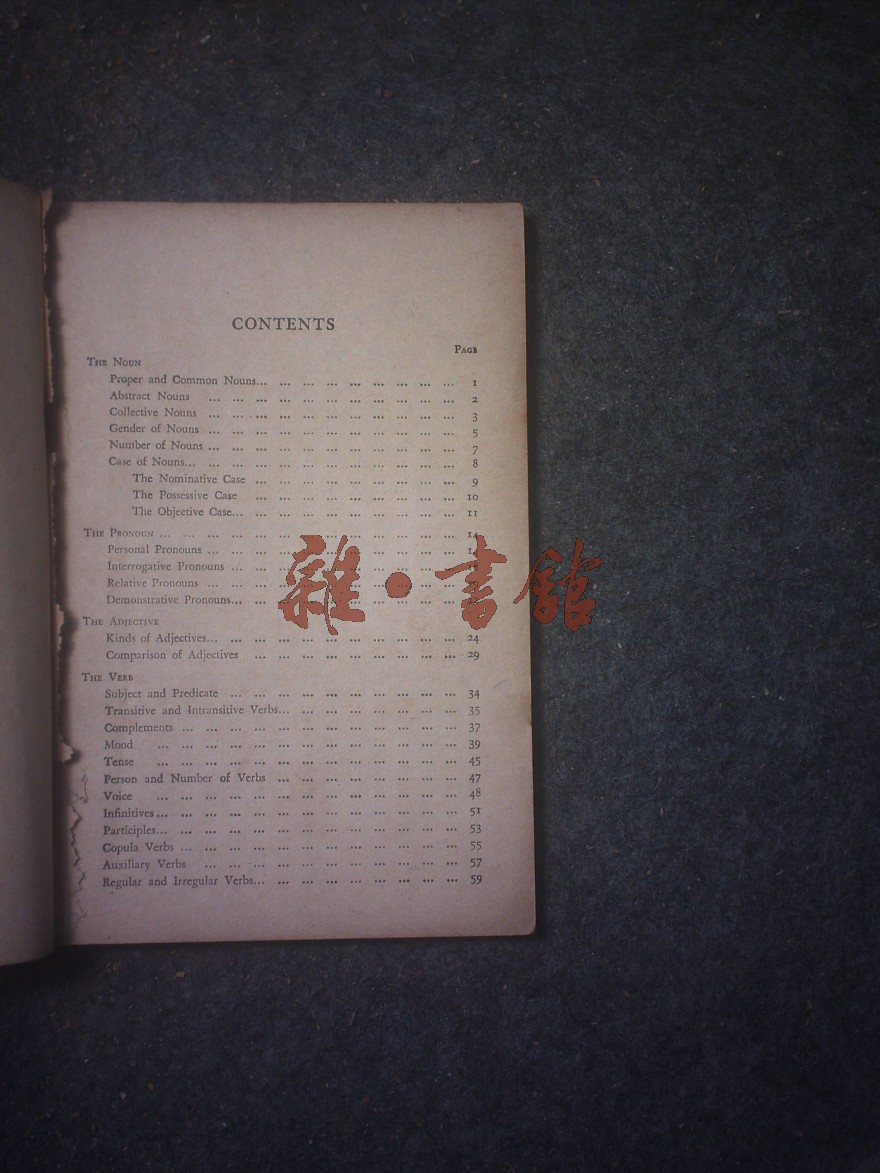 CONTENTS
PAGE
THE NOUN
Proper and Common Nouns... ... ... ... ... ... ... ... ... 1
Abstract Nouns ... ... ... ... ... ... ... ... ... ... ... 2
Collective Nouns ... ... ... ... ... ... ... ... ... ... ... 3
Gender of Nouns ... ... ... ... ... ... ... ... ... ... ... 5
Number of Nouns ... ... ... ... ... ... ... ... ... ... ... 7
Case of Nouns... ... ... ... ... ... ... ... ... ... ... ... 8
The Nominative Case ... ... ... ... ... ... ... ... ... 9
The Possessive Case ... ... ... ... ... ... ... ... ... 10
The Objective Case... ... ... ... ... ... ... ... ... ... 11
THE PRONOUN ... ... ... ... ... ... ... ... ... ... ... ... ...
Personal Pronouns ... ... ... ... ... ... ... ... ... ...
Interrogative Pronouns ... ... ... ... ... ... ... ... ...
Relative Pronouns ... ... ... ... ... ... ... ... ... ...
Demonstrative Pronouns... ... ... ... ... ... ... ... ...
雜•書館
THE ADJECTIVE
Kinds of Adjectives... ... ... ... ... ... ... ... ... ... ... 24
Comparison of Adjectives ... ... ... ... ... ... ... ... ... 29
THE VERB
Subject and Predicate ... ... ... ... ... ... ... ... ... ... 34
Transitive and Intransitive Verbs... ... ... ... ... ... ... ... 35
Complements ... ... ... ... ... ... ... ... ... ... ... ... 37
Mood ... ... ... ... ... ... ... ... ... ... ... ... ... 39
Tense ... ... ... ... ... ... ... ... ... ... ... ... ... 45
Person and Number of Verbs ... ... ... ... ... ... ... ... 47
Voice ... ... ... ... ... ... ... ... ... ... ... ... ... 48
Infinitives... ... ... ... ... ... ... ... ... ... ... ... ... 51
Participles... ... ... ... ... ... ... ... ... ... ... ... ... 53
Copula Verbs ... ... ... ... ... ... ... ... ... ... ... ... 55
Auxiliary Verbs ... ... ... ... ... ... ... ... ... ... ... 57
Regular and Irregular Verbs... ... ... ... ... ... ... ... ... 59